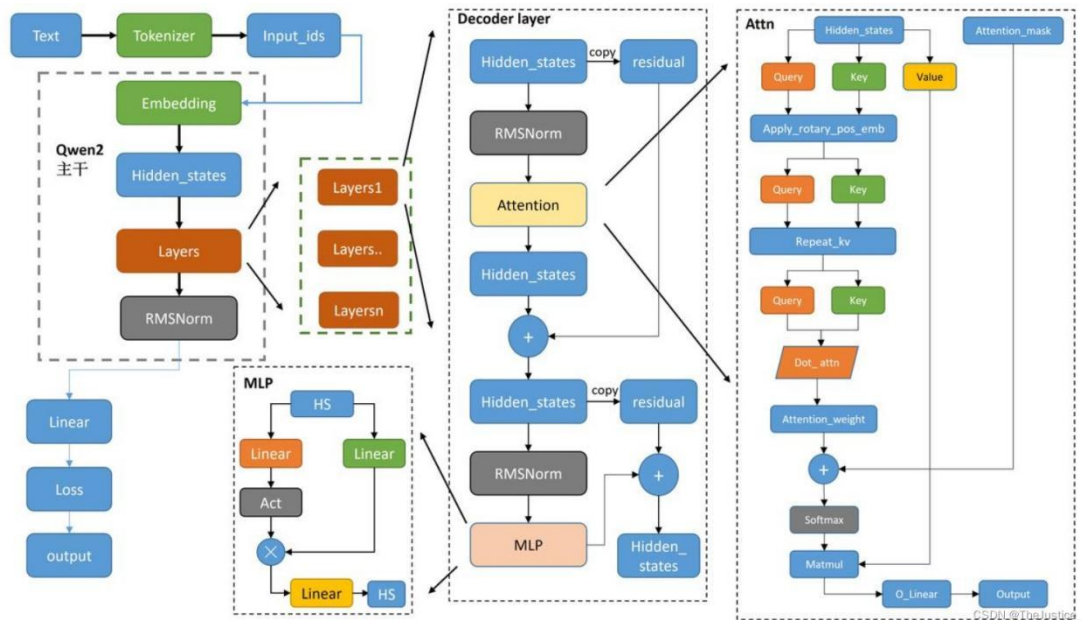 Text
Tokenizer
Input_ids
Qwen2
主干
Embedding
Hidden_states
Layers
RMSNorm
Linear
Loss
output
Layers1
Layers..
Layersn
MLP
HS
Linear
Linear
Act
×
Linear
HS
Decoder layer
Hidden_states
copy
residual
RMSNorm
Attention
Hidden_states
+
Hidden_states
copy
residual
RMSNorm
+
MLP
Hidden_
states
Attn
Hidden_states
Attention_mask
Query
Key
Value
Apply_rotary_pos_emb
Query
Key
Repeat_kv
Query
Key
Dot_ attn
Attention_weight
+
Softmax
Matmul
O_Linear
Output
CSDN @TheJustice